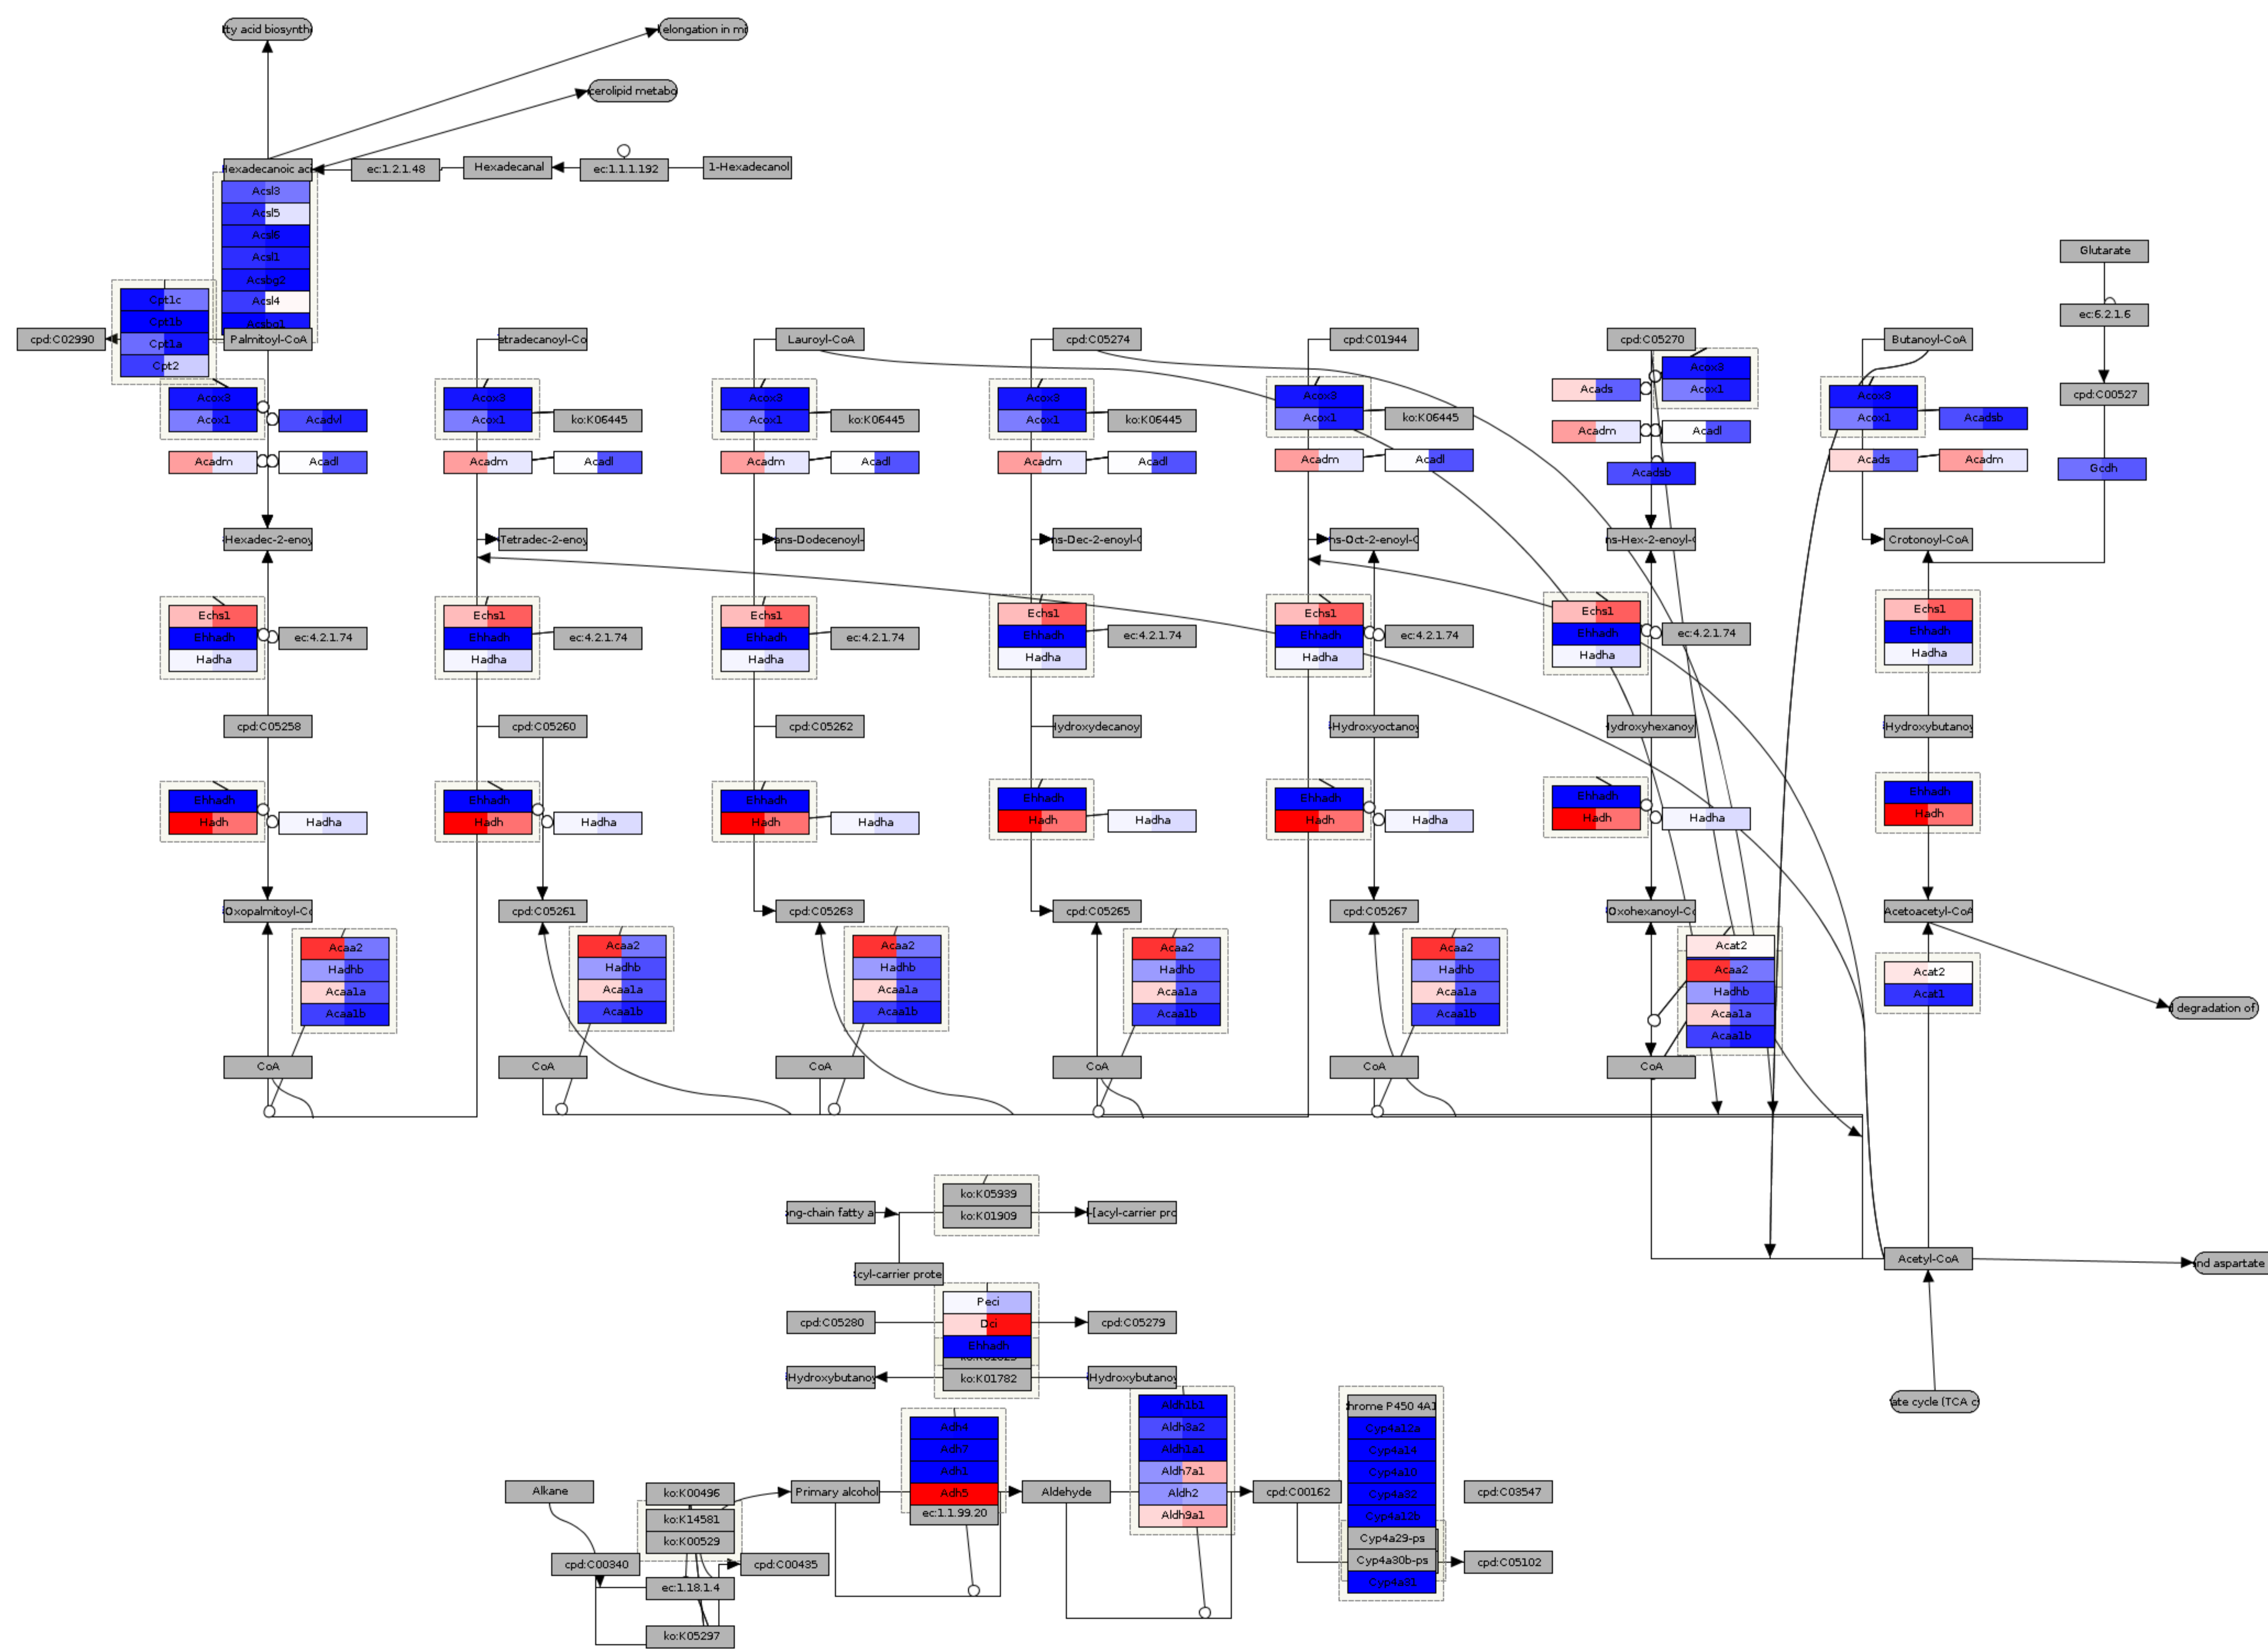 tty acid biosynthe
elongation in mi
cerolipid metabo
Hexadecanoic aci
ec:1.2.1.48
Hexadecanal
ec:1.1.1.192
1-Hexadecanol
Acsl3
Acsl5
Acsl6
Acsl1
Acsbg2
Acsl4
Acsbg1
Glutarate
ec:6.2.1.6
cpd:C00527
Gcdh
Cpt1c
Cpt1b
Cpt1a
Cpt2
cpd:C02990
Palmitoyl-CoA
etradecanoyl-Co
Lauroyl-CoA
cpd:C05274
cpd:C01944
cpd:C05270
Butanoyl-CoA
Acox3
Acox1
Acadvl
Acadm
Acadl
Acox3
Acox1
ko:K06445
Acadm
Acadl
Acox3
Acox1
ko:K06445
Acadm
Acadl
Acox3
Acox1
ko:K06445
Acadm
Acadl
Acox3
Acox1
ko:K06445
Acadm
Acadl
Acox3
Acox1
Acads
Acadm
Acadl
Acadsb
Acox3
Acox1
Acadsb
Acads
Acadm
Hexadec-2-enoy
Tetradec-2-enoy
ans-Dodecenoyl-
ns-Dec-2-enoyl-C
ns-Oct-2-enoyl-C
ns-Hex-2-enoyl-C
Crotonoyl-CoA
Echs1
Ehhadh
Hadha
ec:4.2.1.74
Echs1
Ehhadh
Hadha
ec:4.2.1.74
Echs1
Ehhadh
Hadha
ec:4.2.1.74
Echs1
Ehhadh
Hadha
ec:4.2.1.74
Echs1
Ehhadh
Hadha
ec:4.2.1.74
Echs1
Ehhadh
Hadha
ec:4.2.1.74
Echs1
Ehhadh
Hadha
cpd:C05258
cpd:C05260
cpd:C05262
Hydroxydecanoy
Hydroxyoctanoy
Hydroxyhexanoy
Hydroxybutanoy
Ehhadh
Hadh
Hadha
Ehhadh
Hadh
Hadha
Ehhadh
Hadh
Hadha
Ehhadh
Hadh
Hadha
Ehhadh
Hadh
Hadha
Ehhadh
Hadh
Hadha
Ehhadh
Hadh
Oxopalmitoyl-Co
cpd:C05261
cpd:C05263
cpd:C05265
cpd:C05267
Oxohexanoyl-Co
Acetoacetyl-CoA
Acaa2
Hadhb
Acaa1a
Acaa1b
Acaa2
Hadhb
Acaa1a
Acaa1b
Acaa2
Hadhb
Acaa1a
Acaa1b
Acaa2
Hadhb
Acaa1a
Acaa1b
Acaa2
Hadhb
Acaa1a
Acaa1b
Acat2
Acaa2
Hadhb
Acaa1a
Acaa1b
Acat2
Acat1
degradation of
CoA
CoA
CoA
CoA
CoA
CoA
ong-chain fatty a
ko:K05939
ko:K01909
-[acyl-carrier pro
cyl-carrier prote
Acetyl-CoA
nd aspartate
cpd:C05280
Peci
Dci
Ehhadh
cpd:C05279
Hydroxybutanoy
ko:K01782
Hydroxybutanoy
ate cycle (TCA c
Adh4
Adh7
Adh1
Adh5
ec:1.1.99.20
Aldh1b1
Aldh3a2
Aldh1a1
Aldh7a1
Aldh2
Aldh9a1
hrome P450 4A1
Cyp4a12a
Cyp4a14
Cyp4a10
Cyp4a32
Cyp4a12b
Cyp4a29-ps
Cyp4a30b-ps
Cyp4a31
Alkane
ko:K00496
ko:K14581
ko:K00529
Primary alcohol
Aldehyde
cpd:C00162
cpd:C03547
cpd:C00340
cpd:C00435
cpd:C05102
ec:1.18.1.4
ko:K05297